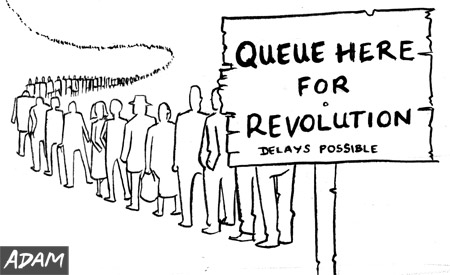 QUEUE HERE
FOR
REVOLUTION
DELAYS POSSIBLE
ADAM